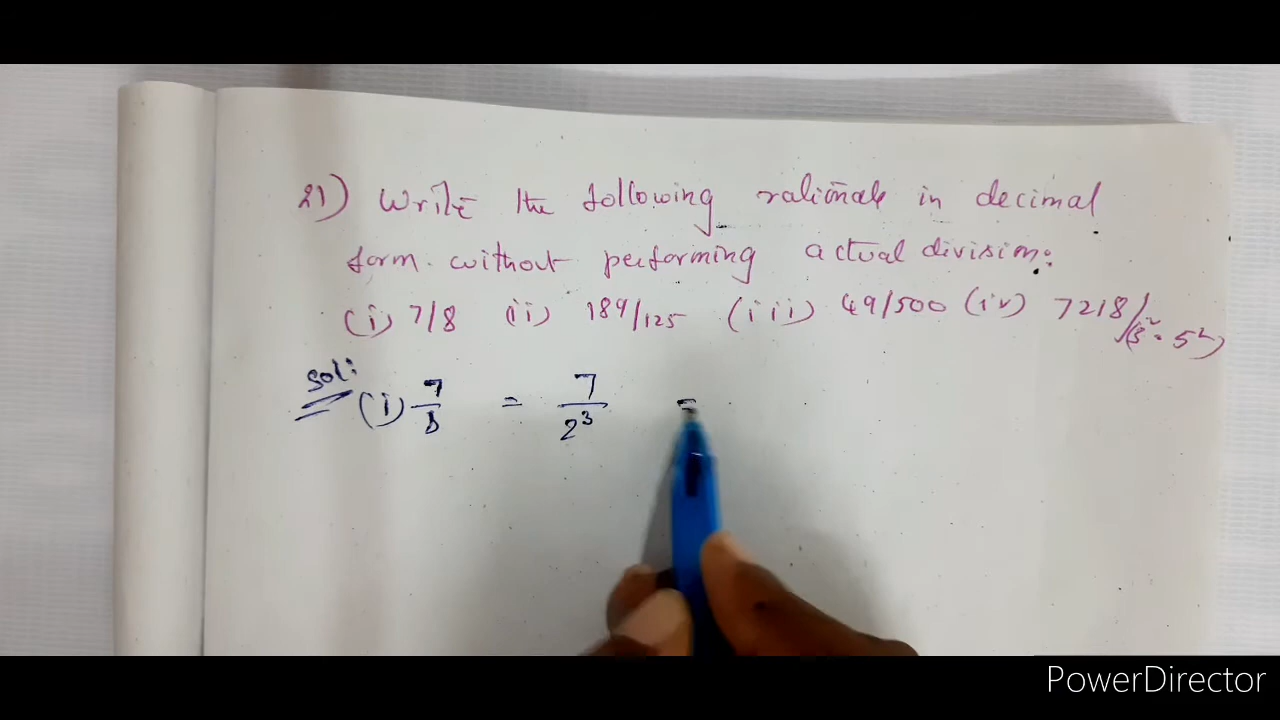 21) Write the following rationals in decimal
form without performing actual division:
(i) 7/8 (ii) 189/125 (iii) 49/500 (iv) 7218/(3² · 5²)
Sol:
(i) 7/8 = 7/2³ =
PowerDirector